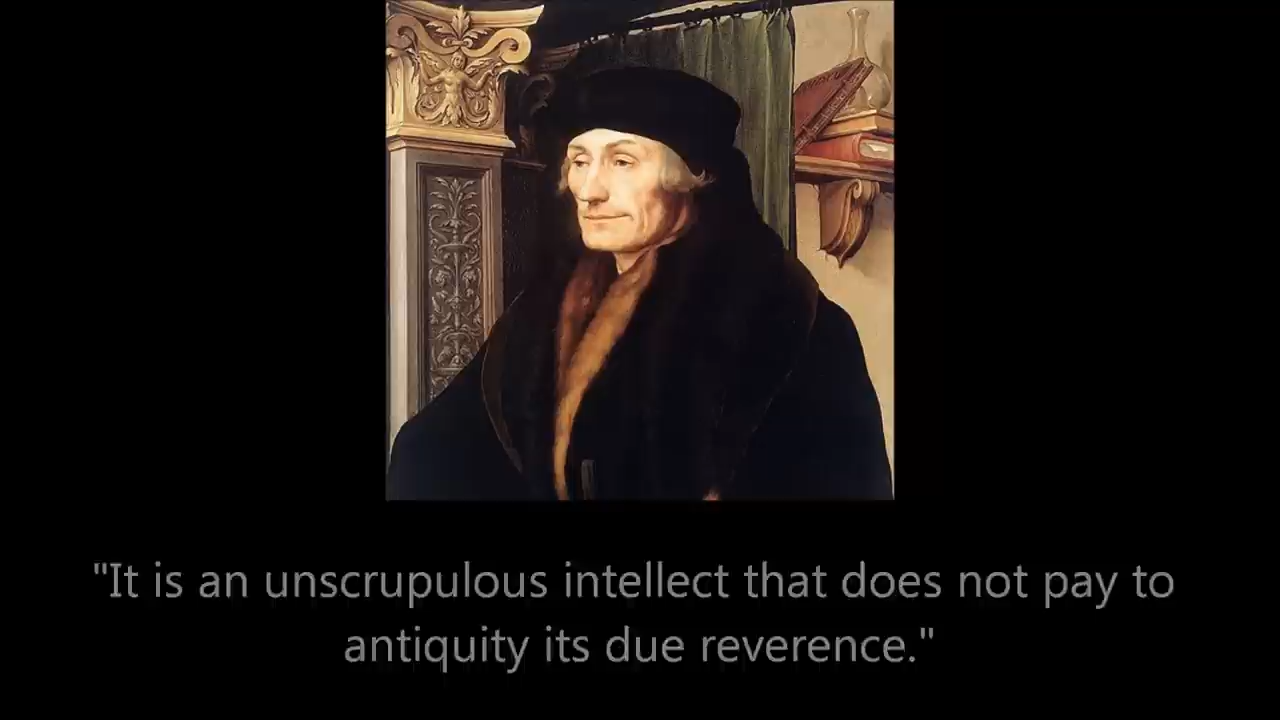 "It is an unscrupulous intellect that does not pay to
antiquity its due reverence."